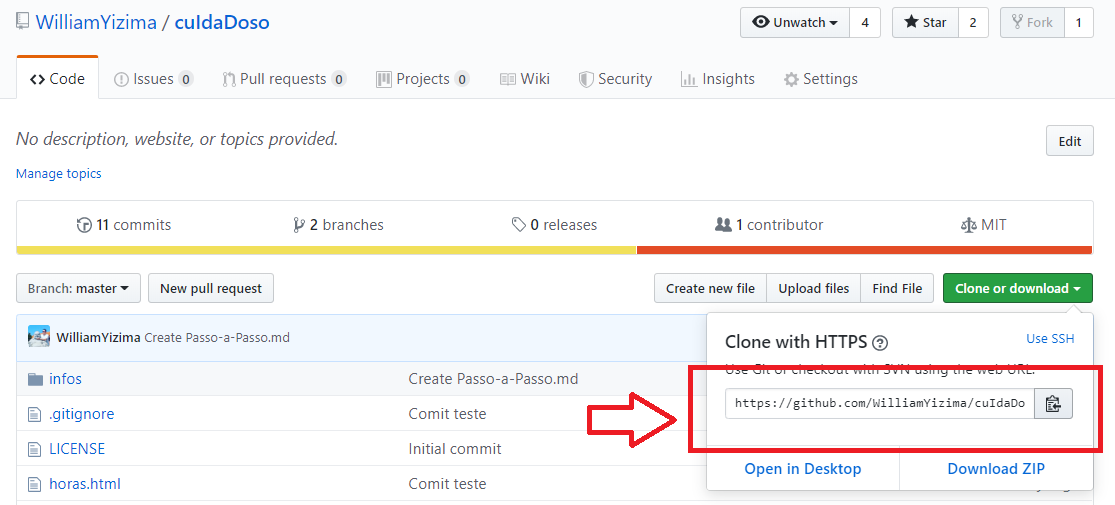 WilliamYizima / cuIdaDoso
Unwatch 4 Star 2 Fork 1
Code Issues 0 Pull requests 0 Projects 0 Wiki Security Insights Settings
No description, website, or topics provided.
Edit
Manage topics
11 commits 2 branches 0 releases 1 contributor MIT
Branch: master New pull request Create new file Upload files Find File Clone or download
WilliamYizima Create Passo-a-Passo.md
Clone with HTTPS ? Use SSH
Use Git or checkout with SVN using the web URL.
infos Create Passo-a-Passo.md
https://github.com/WilliamYizima/cuIdaDo
.gitignore Comit teste
LICENSE Initial commit
Open in Desktop Download ZIP
horas.html Comit teste